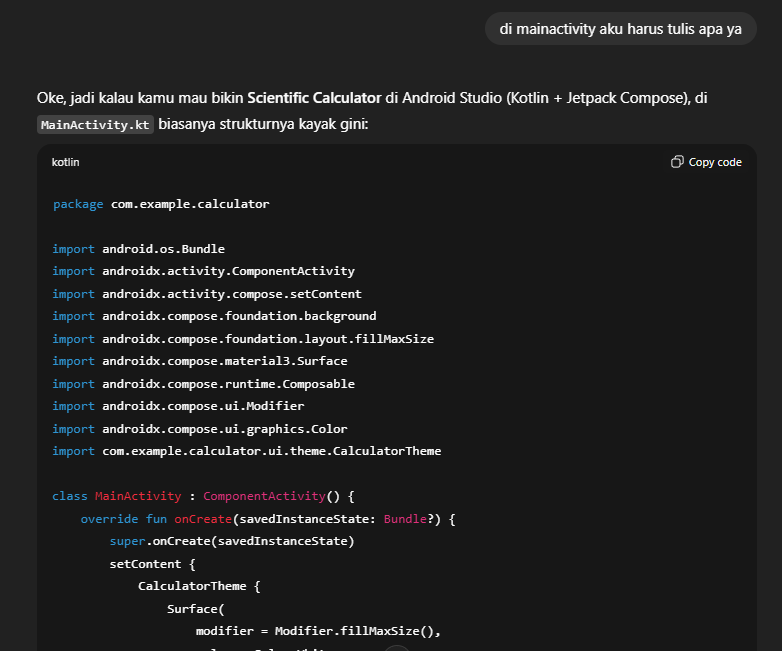 di mainactivity aku harus tulis apa ya
Oke, jadi kalau kamu mau bikin Scientific Calculator di Android Studio (Kotlin + Jetpack Compose), di
MainActivity.kt biasanya strukturnya kayak gini:
kotlin
Copy code
package com.example.calculator
import android.os.Bundle
import androidx.activity.ComponentActivity
import androidx.activity.compose.setContent
import androidx.compose.foundation.background
import androidx.compose.foundation.layout.fillMaxSize
import androidx.compose.material3.Surface
import androidx.compose.runtime.Composable
import androidx.compose.ui.Modifier
import androidx.compose.ui.graphics.Color
import com.example.calculator.ui.theme.CalculatorTheme
class MainActivity : ComponentActivity() {
override fun onCreate(savedInstanceState: Bundle?) {
super.onCreate(savedInstanceState)
setContent {
CalculatorTheme {
Surface(
modifier = Modifier.fillMaxSize(),